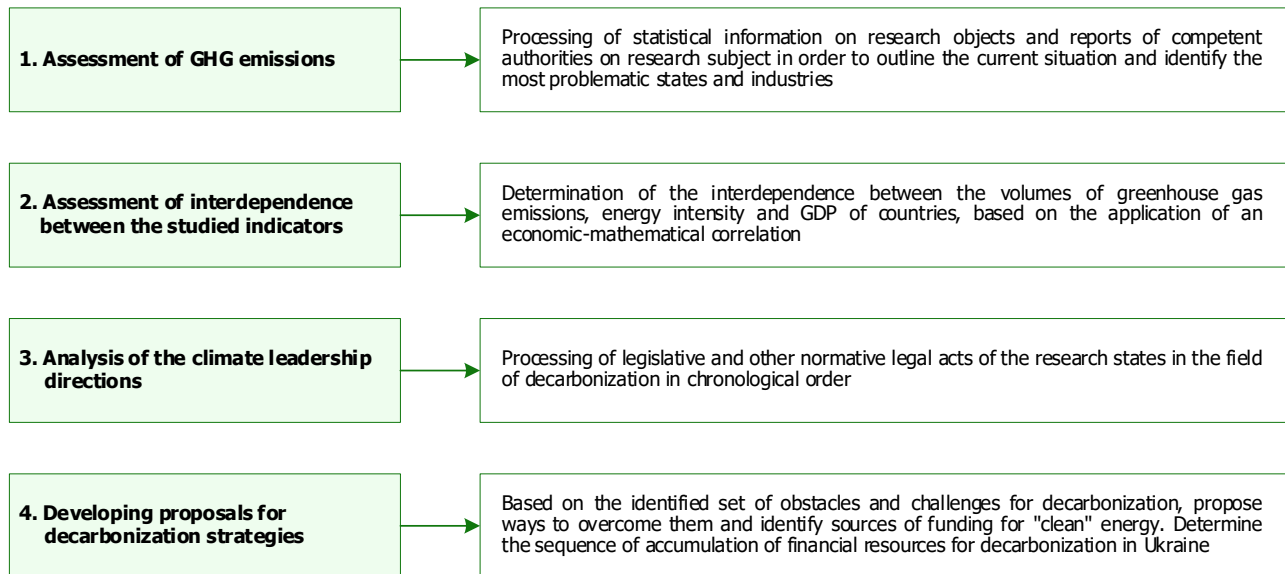 1. Assessment of GHG emissions
Processing of statistical information on research objects and reports of competent
authorities on research subject in order to outline the current situation and identify the
most problematic states and industries
2. Assessment of interdependence
between the studied indicators
Determination of the interdependence between the volumes of greenhouse gas
emissions, energy intensity and GDP of countries, based on the application of an
economic-mathematical correlation
3. Analysis of the climate leadership
directions
Processing of legislative and other normative legal acts of the research states in the field
of decarbonization in chronological order
4. Developing proposals for
decarbonization strategies
Based on the identified set of obstacles and challenges for decarbonization, propose
ways to overcome them and identify sources of funding for "clean" energy. Determine
the sequence of accumulation of financial resources for decarbonization in Ukraine